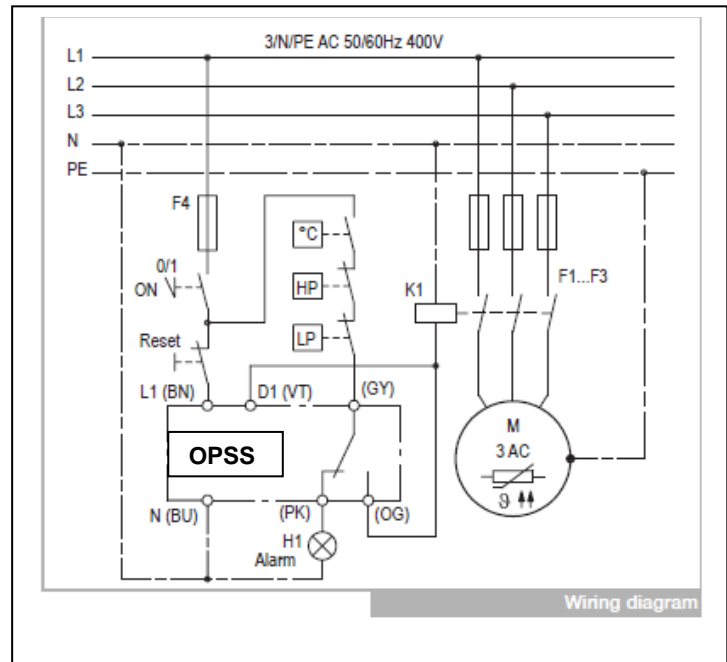 3/N/PE AC 50/60Hz 400V
L1
L2
L3
N
PE
F4
°C
0/1
ON
HP
K1
F1...F3
Reset
LP
L1 (BN)
D1 (VT)
(GY)
M
3 AC
OPSS
ϑ
N (BU)
(PK)
(OG)
H1
Alarm
Wiring diagram